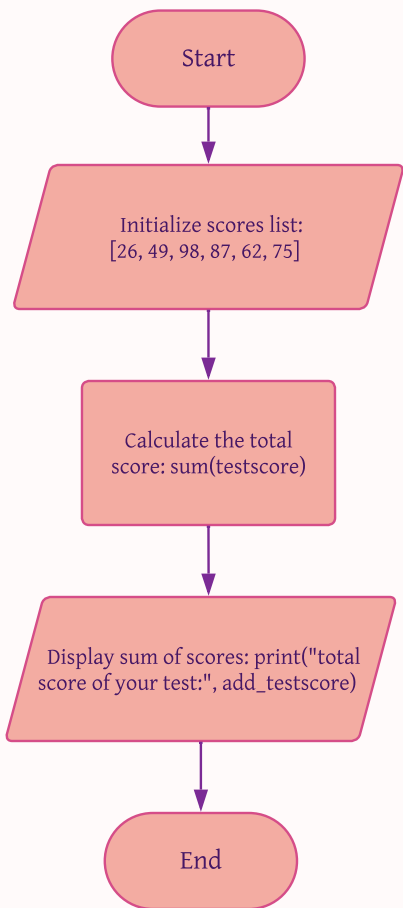 Start
Initialize scores list:
[26, 49, 98, 87, 62, 75]
Calculate the total
score: sum(testscore)
Display sum of scores: print("total
score of your test:", add_testscore)
End